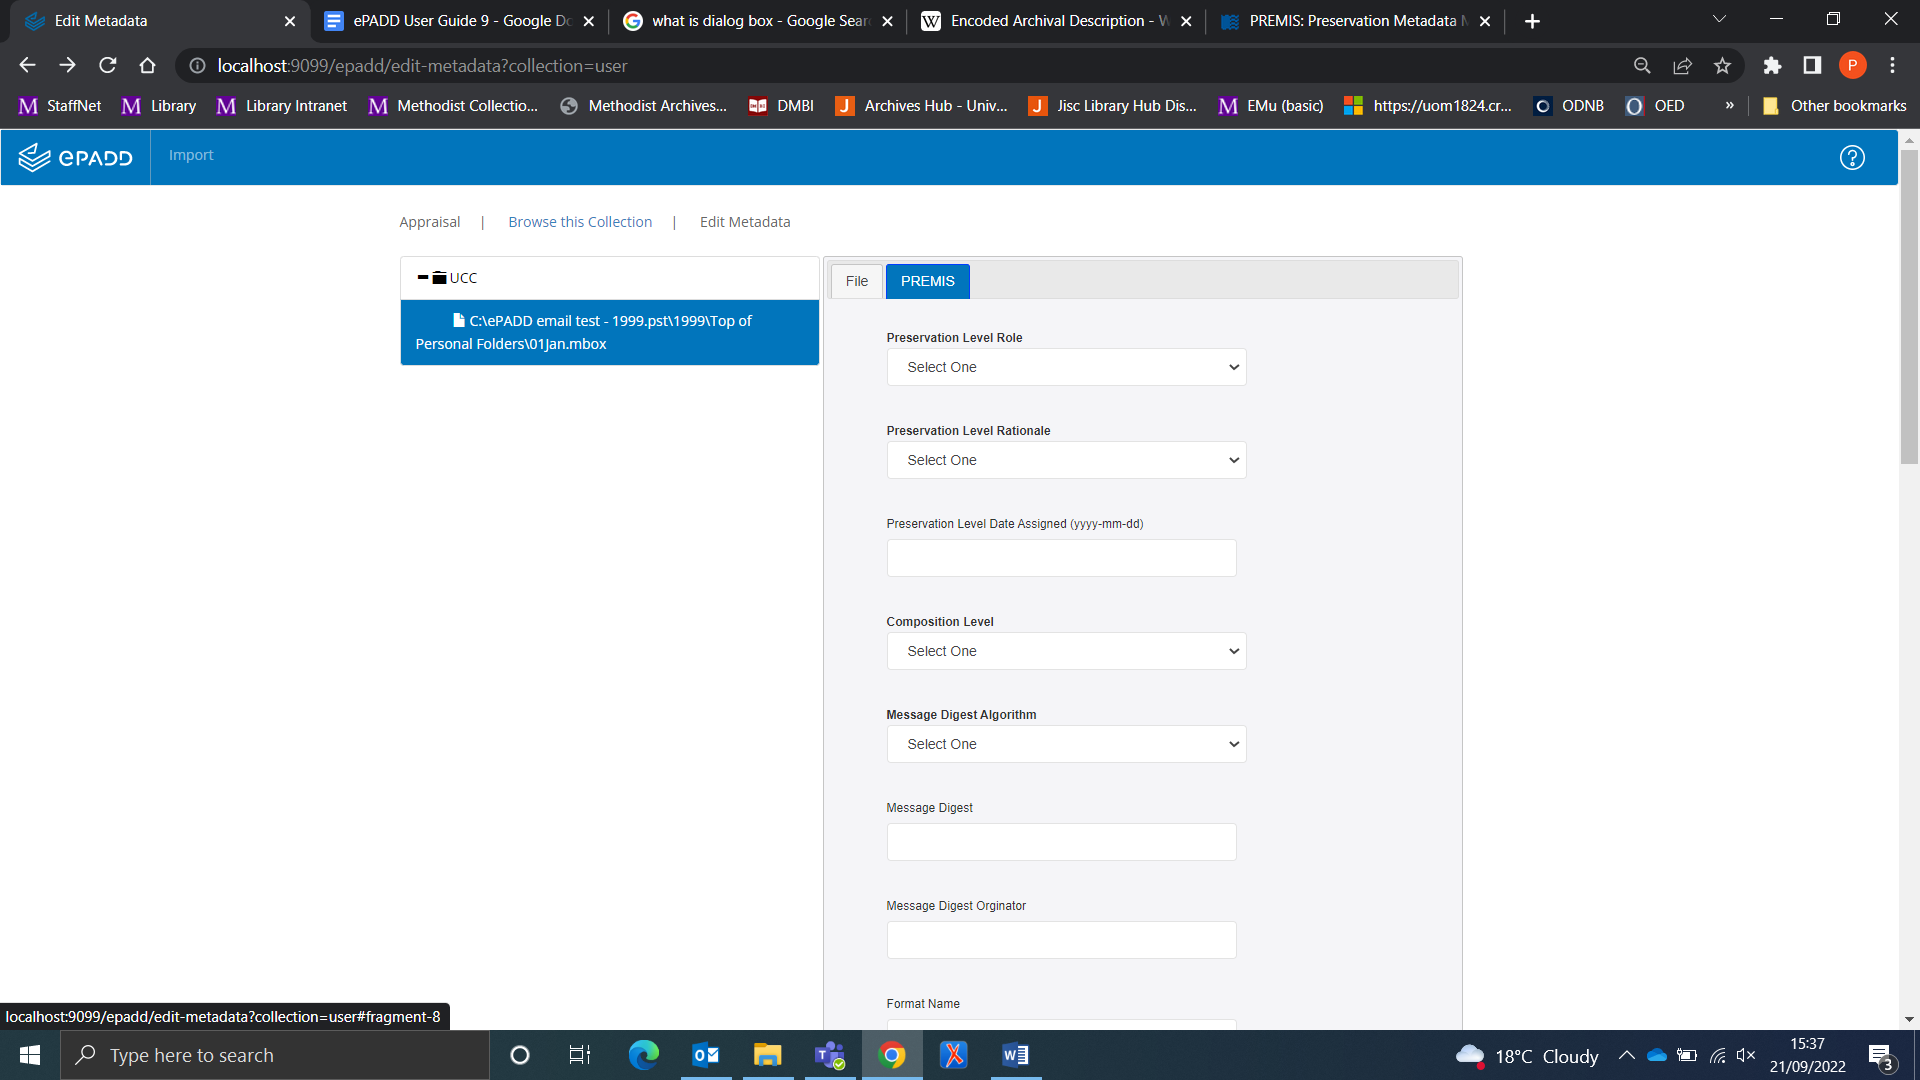 Edit Metadata
ePADD User Guide 9 - Google Do
what is dialog box - Google Sear
Encoded Archival Description - W
PREMIS: Preservation Metadata M
localhost:9099/epadd/edit-metadata?collection=user
P
StaffNet
Library
Library Intranet
Methodist Collectio...
Methodist Archives...
DMBI
Archives Hub - Univ...
Jisc Library Hub Dis...
EMu (basic)
https://uom1824.cr...
ODNB
OED
»
Other bookmarks
ePADD
Import
Appraisal | Browse this Collection | Edit Metadata
UCC
C:\ePADD email test - 1999.pst\1999\Top of
Personal Folders\01Jan.mbox
File
PREMIS
Preservation Level Role
Select One
Preservation Level Rationale
Select One
Preservation Level Date Assigned (yyyy-mm-dd)
Composition Level
Select One
Message Digest Algorithm
Select One
Message Digest
Message Digest Orginator
Format Name
localhost:9099/epadd/edit-metadata?collection=user#fragment-8
Type here to search
18°C Cloudy
15:37
21/09/2022
3